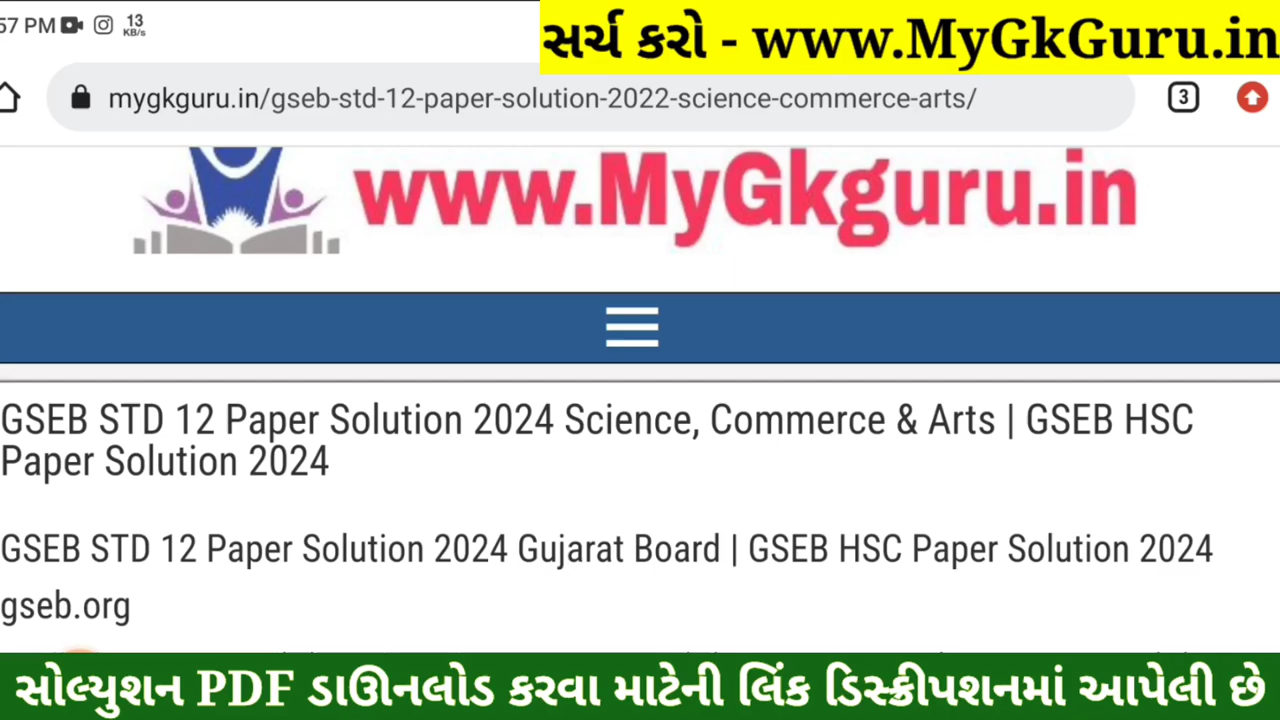 57 PM
13
KB/s
સર્ચ કરો - www.MyGkGuru.in
mygkguru.in/gseb-std-12-paper-solution-2022-science-commerce-arts/
3
www.MyGkguru.in
GSEB STD 12 Paper Solution 2024 Science, Commerce & Arts | GSEB HSC
Paper Solution 2024
GSEB STD 12 Paper Solution 2024 Gujarat Board | GSEB HSC Paper Solution 2024
gseb.org
સોલ્યુશન PDF ડાઊનલોડ કરવા માટેની લિંક ડિસ્ક્રીપશનમાં આપેલી છે